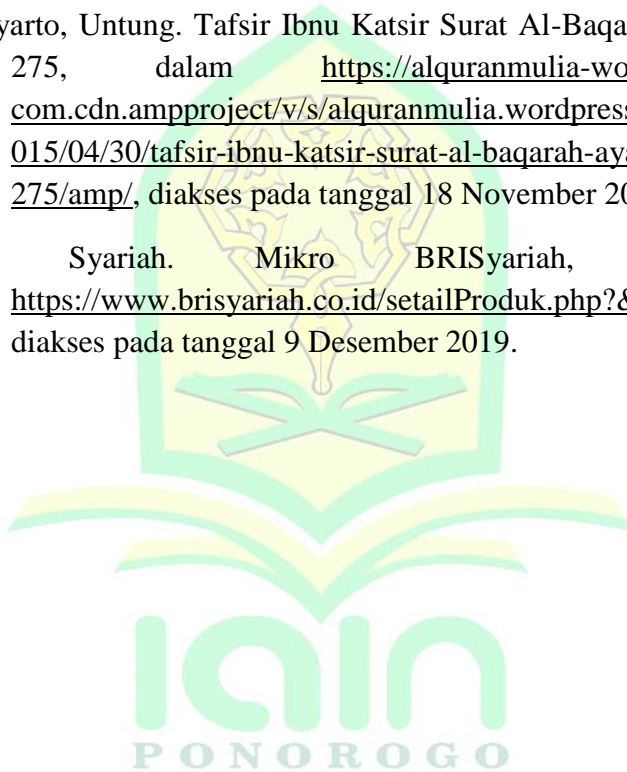 yarto, Untung. Tafsir Ibnu Katsir Surat Al-Baqa
275, dalam https://alquranmulia-wo
com.cdn.ampproject/v/s/alquranmulia.wordpress
015/04/30/tafsir-ibnu-katsir-surat-al-baqarah-aya
275/amp/, diakses pada tanggal 18 November 20
Syariah. Mikro BRISyariah,
https://www.brisyariah.co.id/setailProduk.php?&
diakses pada tanggal 9 Desember 2019.
iain
PONOROGO